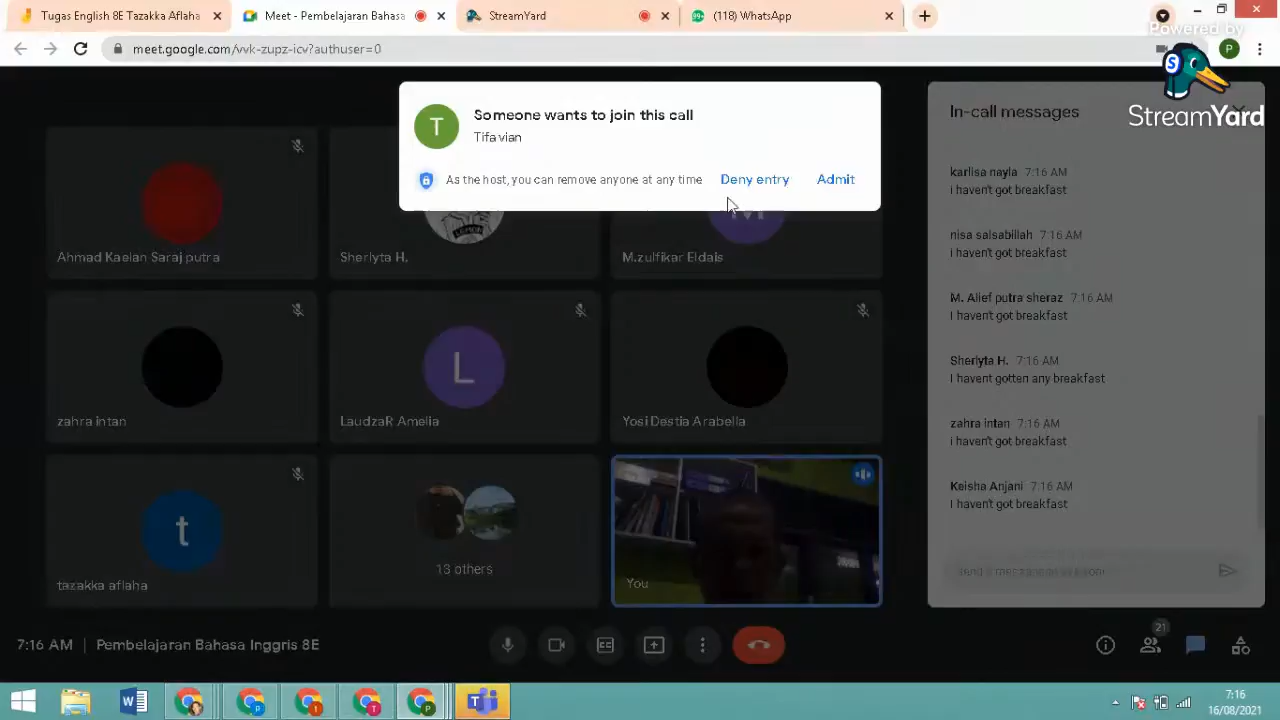 Tugas English 8E Tazakka Aflaha
Meet - Pembelajaran Bahasa
StreamYard
99+
(118) WhatsApp
meet.google.com/vvk-zupz-icv?authuser=0
P
Powered by
S
StreamYard
T
Someone wants to join this call
Tifa vian
As the host, you can remove anyone at any time
Deny entry
Admit
LEMON
Ahmad Kaeian Saraj putra
Sherlyta H.
M.zulfikar Eldais
zahra intan
L
LaudzaR Amelia
Yosi Destia Arabella
t
tazakka aflaha
13 others
You
In-call messages
karlisa nayla 7:16 AM
i haven't got breakfast
nisa salsabillah 7:16 AM
i haven't got breakfast
M. Alief putra sheraz 7:16 AM
I haven't got breakfast
Sherlyta H. 7:16 AM
I havent gotten any breakfast
zahra intan 7:16 AM
i haven't got breakfast
Keisha Anjani 7:16 AM
I haven't got breakfast
7:16 AM | Pembelajaran Bahasa Inggris 8E
21
7:16
16/08/2021